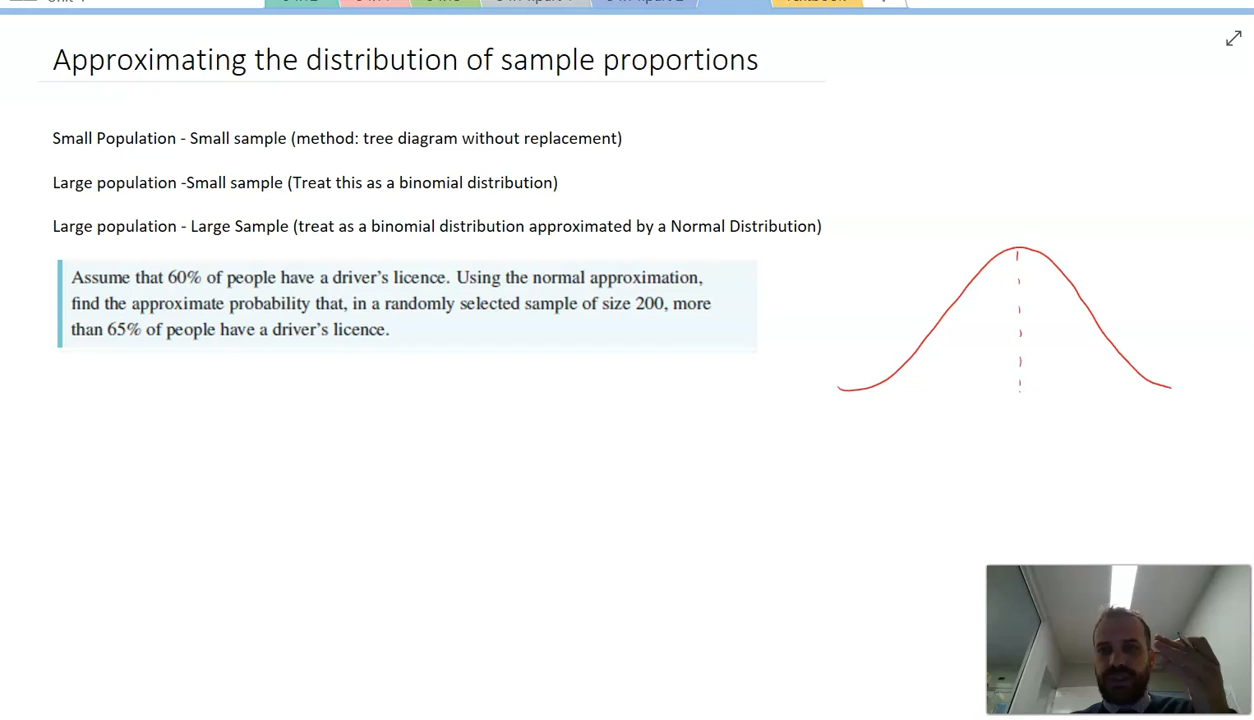 Approximating the distribution of sample proportions
Small Population - Small sample (method: tree diagram without replacement)
Large population -Small sample (Treat this as a binomial distribution)
Large population - Large Sample (treat as a binomial distribution approximated by a Normal Distribution)
Assume that 60% of people have a driver's licence. Using the normal approximation,
find the approximate probability that, in a randomly selected sample of size 200, more
than 65% of people have a driver's licence.